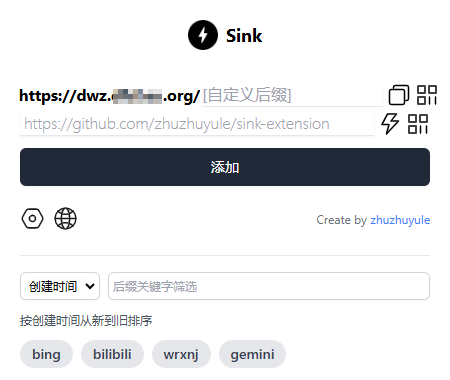 Sink
https://dwz. .org/ [自定义后缀]
https://github.com/zhuzhuyule/sink-extension
添加
Create by zhuzhuyule
创建时间 后缀关键字筛选
按创建时间从新到旧排序
bing bilibili wrxnj gemini